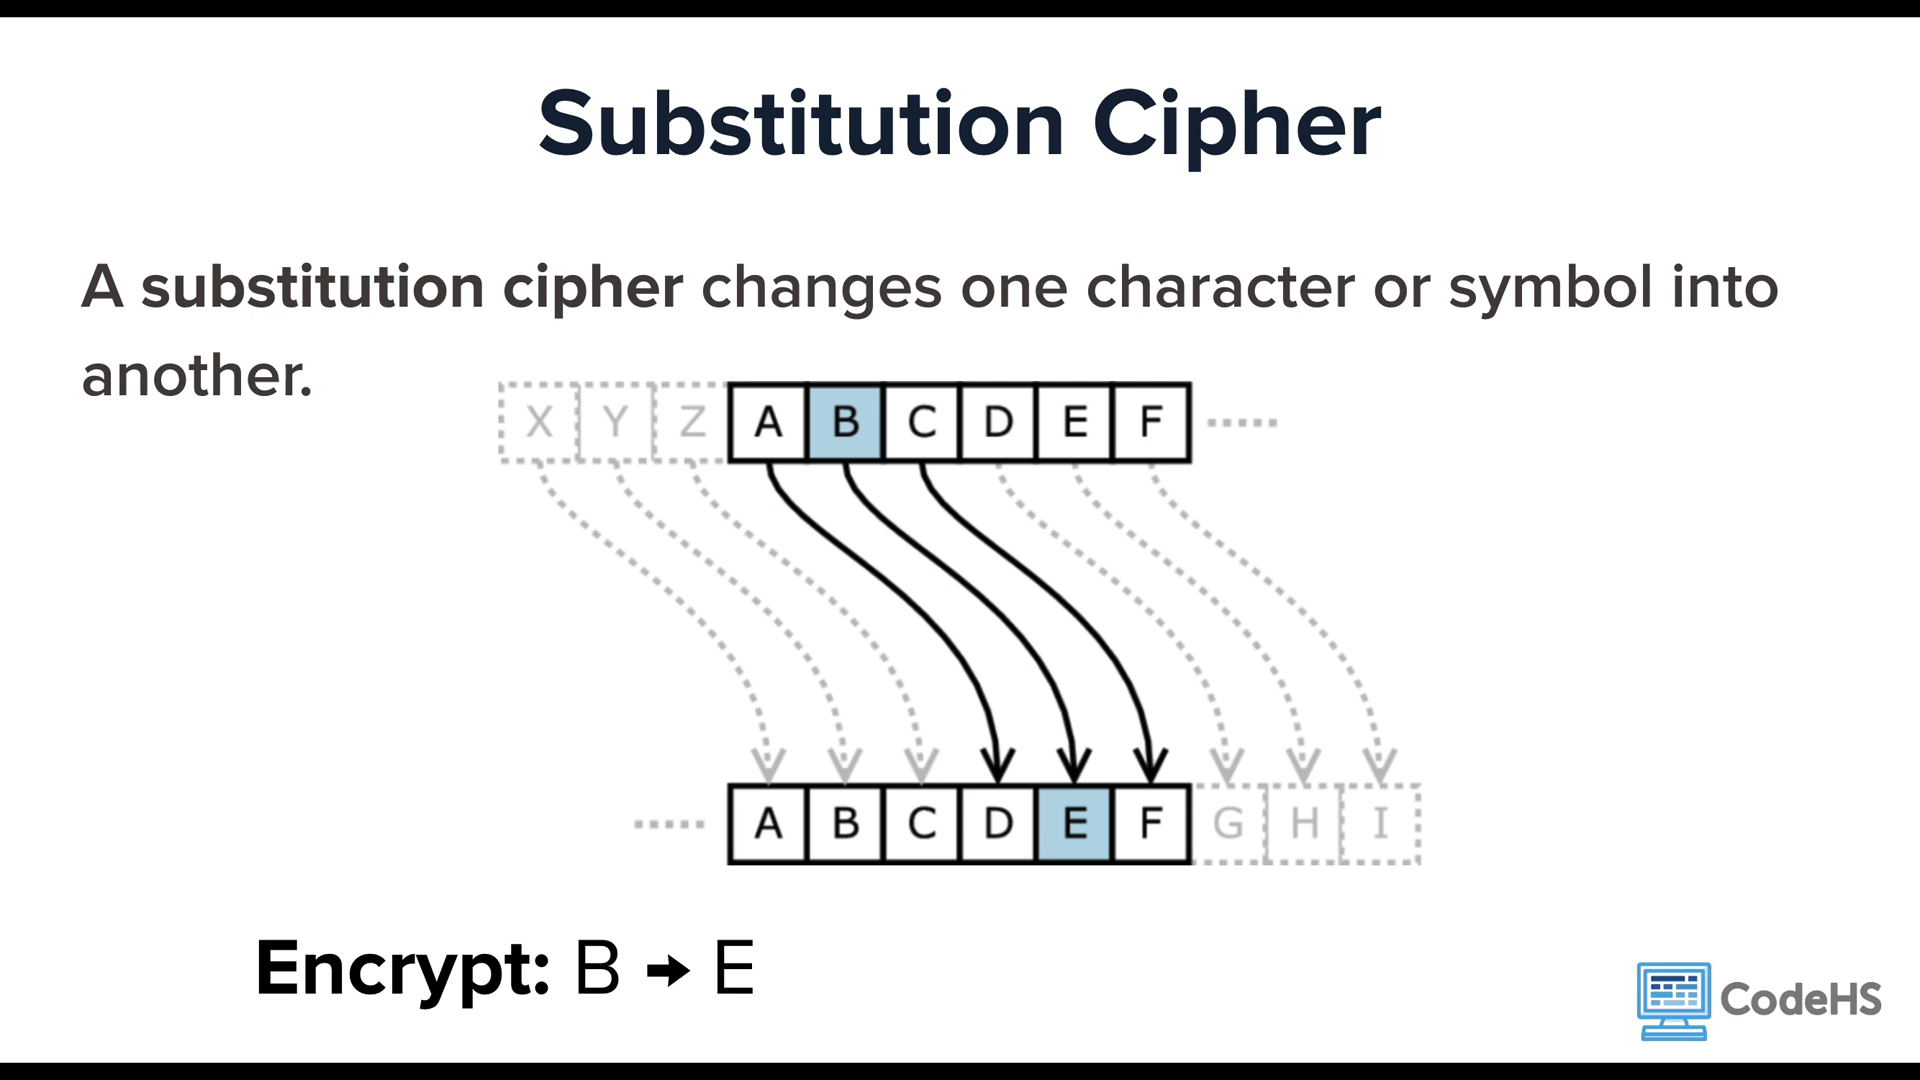 Substitution Cipher
A substitution cipher changes one character or symbol into
another.
X Y Z A B C D E F
A B C D E F G H I
Encrypt: B → E
CodeHS